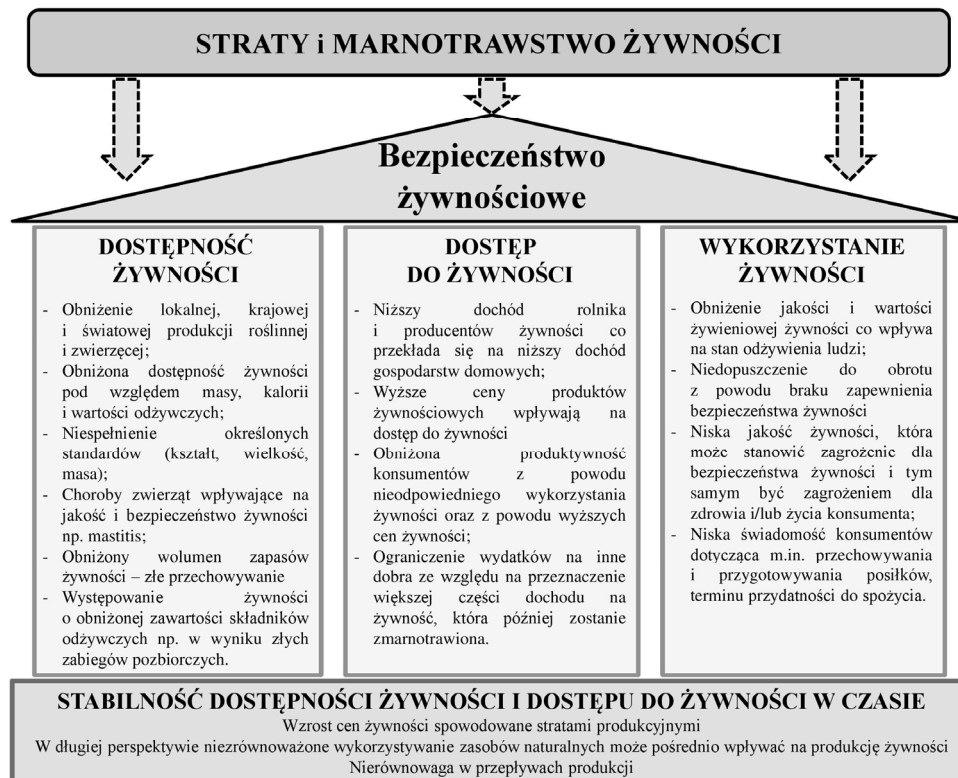 STRATY i MARNOTRAWSTWO ŻYWNOŚCI
Bezpieczeństwo
żywnościowe
DOSTĘPNOŚĆ
ŻYWNOŚCI
- Obniżenie lokalnej, krajowej
i światowej produkcji roślinnej
i zwierzęcej;
- Obniżona dostępność żywności
pod względem masy, kalorii
i wartości odżywczych;
- Niespełnienie określonych
standardów (kształt, wielkość,
masa);
- Choroby zwierząt wpływające na
jakość i bezpieczeństwo żywności
np. mastitis;
- Obniżony wolumen zapasów
żywności – złe przechowywanie
- Występowanie żywności
o obniżonej zawartości składników
odżywczych np. w wyniku złych
zabiegów pozbiorczych.
DOSTĘP
DO ŻYWNOŚCI
- Niższy dochód rolnika
i producentów żywności co
przekłada się na niższy dochód
gospodarstw domowych;
- Wyższe ceny produktów
żywnościowych wpływają na
dostęp do żywności
- Obniżona produktywność
konsumentów z powodu
nieodpowiedniego wykorzystania
żywności oraz z powodu wyższych
cen żywności;
- Ograniczenie wydatków na inne
dobra ze względu na przeznaczenie
większej części dochodu na
żywność, która później zostanie
zmarnotrawiona.
WYKORZYSTANIE
ŻYWNOŚCI
- Obniżenie jakości i wartości
żywieniowej żywności co wpływa
na stan odżywienia ludzi;
- Niedopuszczenie do obrotu
z powodu braku zapewnienia
bezpieczeństwa żywności
- Niska jakość żywności, która
może stanowić zagrożenie dla
bezpieczeństwa żywności i tym
samym być zagrożeniem dla
zdrowia i/lub życia konsumenta;
- Niska świadomość konsumentów
dotycząca m.in. przechowywania
i przygotowywania posiłków,
terminu przydatności do spożycia.
STABILNOŚĆ DOSTĘPNOŚCI ŻYWNOŚCI I DOSTĘPU DO ŻYWNOŚCI W CZASIE
Wzrost cen żywności spowodowane stratami produkcyjnymi
W długiej perspektywie niezrównoważone wykorzystywanie zasobów naturalnych może pośrednio wpływać na produkcję żywności
Nierównowaga w przepływach produkcji